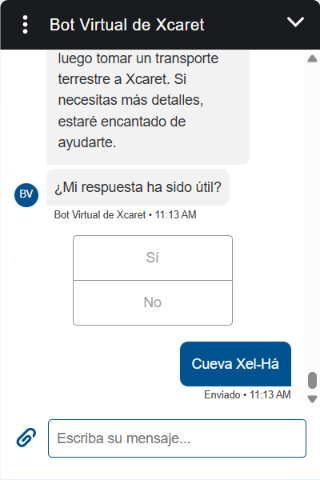 Bot Virtual de Xcaret
luego tomar un transporte
terrestre a Xcaret. Si
necesitas más detalles,
estaré encantado de
ayudarte.
¿Mi respuesta ha sido útil?
BV
Bot Virtual de Xcaret • 11:13 AM
Sí
No
Cueva Xel-Há
Enviado • 11:13 AM
Escriba su mensaje...